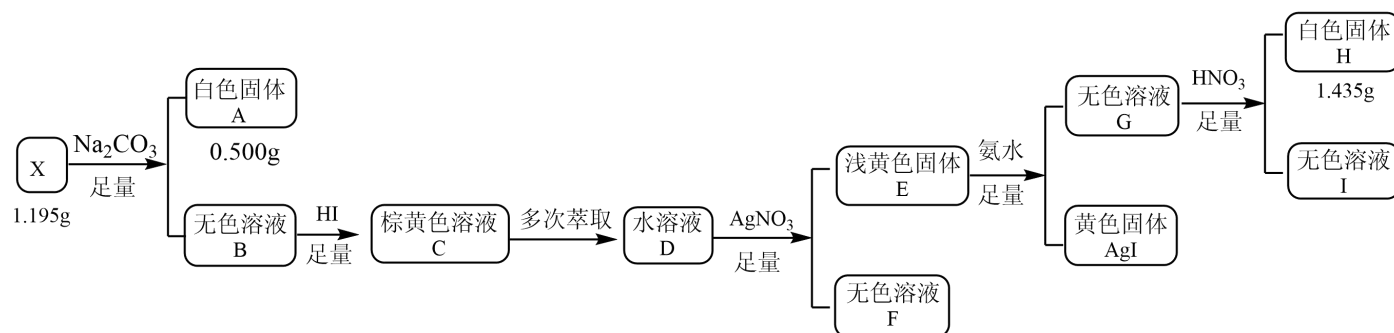 X
1.195g
Na₂CO₃
足量
白色固体
A
0.500g
无色溶液
B
HI
足量
棕黄色溶液
C
多次萃取
水溶液
D
AgNO₃
足量
浅黄色固体
E
无色溶液
F
氨水
足量
无色溶液
G
黄色固体
AgI
HNO₃
足量
白色固体
H
1.435g
无色溶液
I